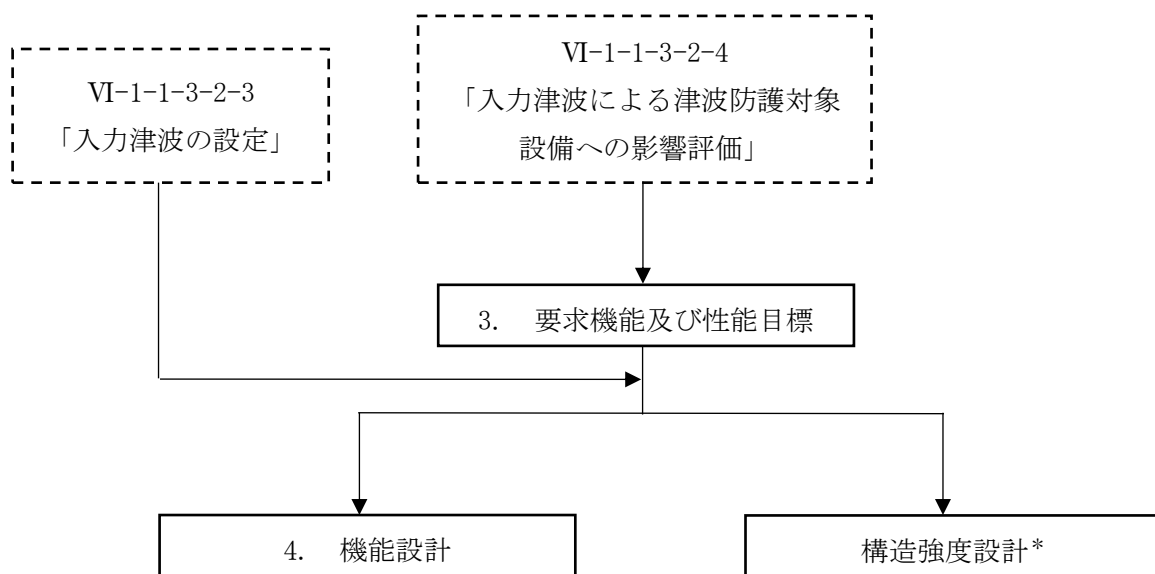 Ⅵ-1-1-3-2-3
「入力津波の設定」
Ⅵ-1-1-3-2-4
「入力津波による津波防護対象
設備への影響評価」
3. 要求機能及び性能目標
4. 機能設計
構造強度設計*